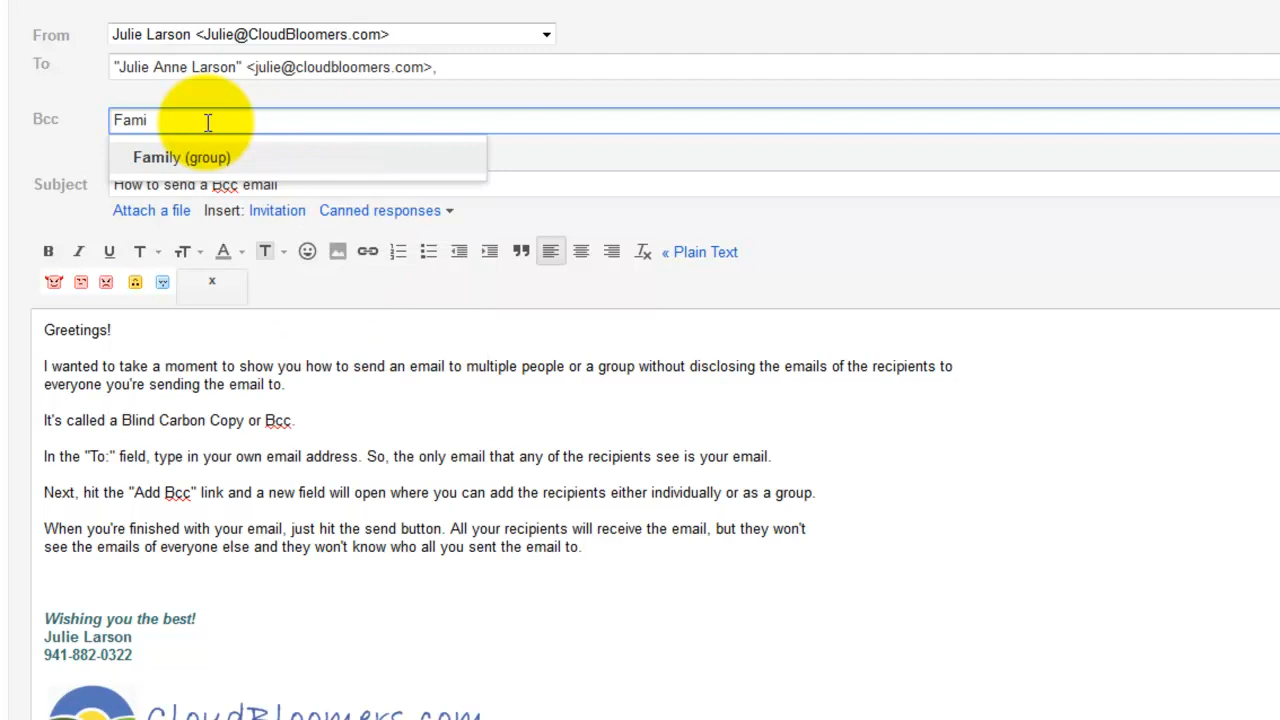 From Julie Larson <Julie@CloudBloomers.com>
To "Julie Anne Larson" <julie@cloudbloomers.com>,
Bcc Fami
Family (group)
Subject How to send a Bcc email
Attach a file Insert: Invitation Canned responses
B I U T T A T « Plain Text
x
Greetings!
I wanted to take a moment to show you how to send an email to multiple people or a group without disclosing the emails of the recipients to
everyone you're sending the email to.
It's called a Blind Carbon Copy or Bcc.
In the "To:" field, type in your own email address. So, the only email that any of the recipients see is your email.
Next, hit the "Add Bcc" link and a new field will open where you can add the recipients either individually or as a group.
When you're finished with your email, just hit the send button. All your recipients will receive the email, but they won't
see the emails of everyone else and they won't know who all you sent the email to.
Wishing you the best!
Julie Larson
941-882-0322
CloudBloomers.com